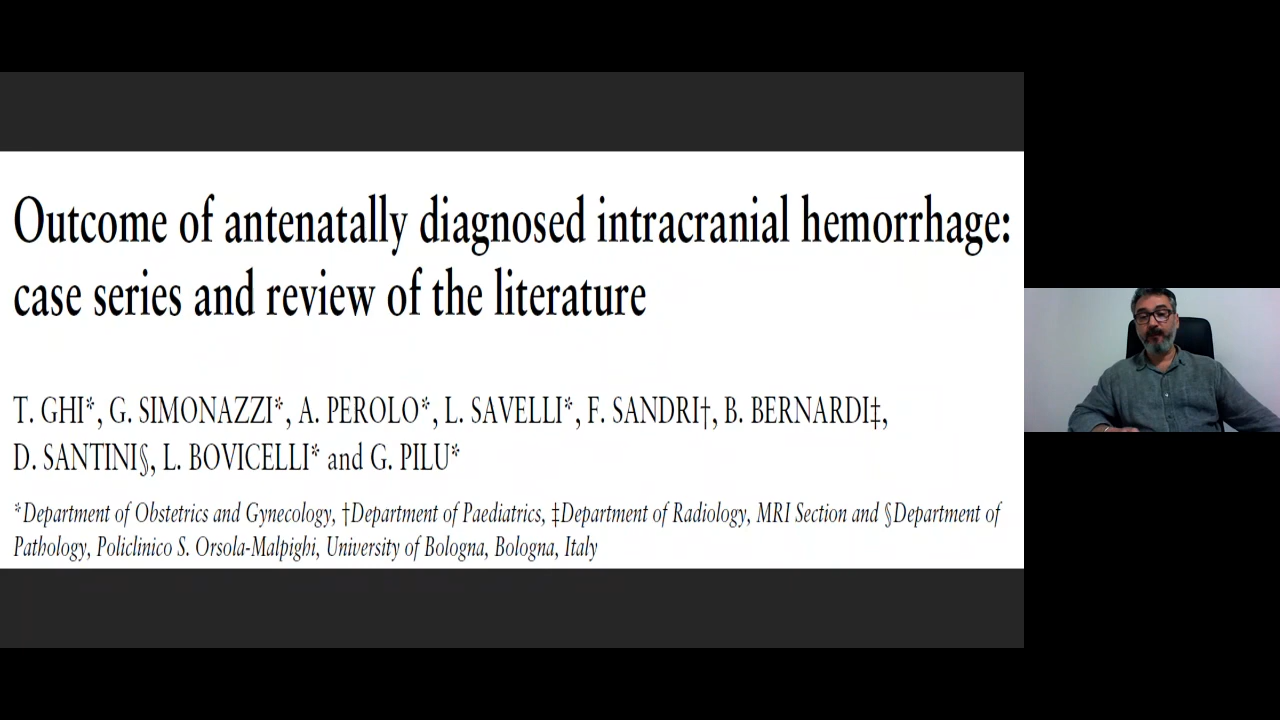 Outcome of antenatally diagnosed intracranial hemorrhage:
case series and review of the literature
T. GHI*, G. SIMONAZZI*, A. PEROLO*, L. SAVELLI*, F. SANDRI†, B. BERNARDI‡,
D. SANTINI§, L. BOVICELLI* and G. PILU*
*Department of Obstetrics and Gynecology, †Department of Paediatrics, ‡Department of Radiology, MRI Section and §Department of
Pathology, Policlinico S. Orsola-Malpighi, University of Bologna, Bologna, Italy